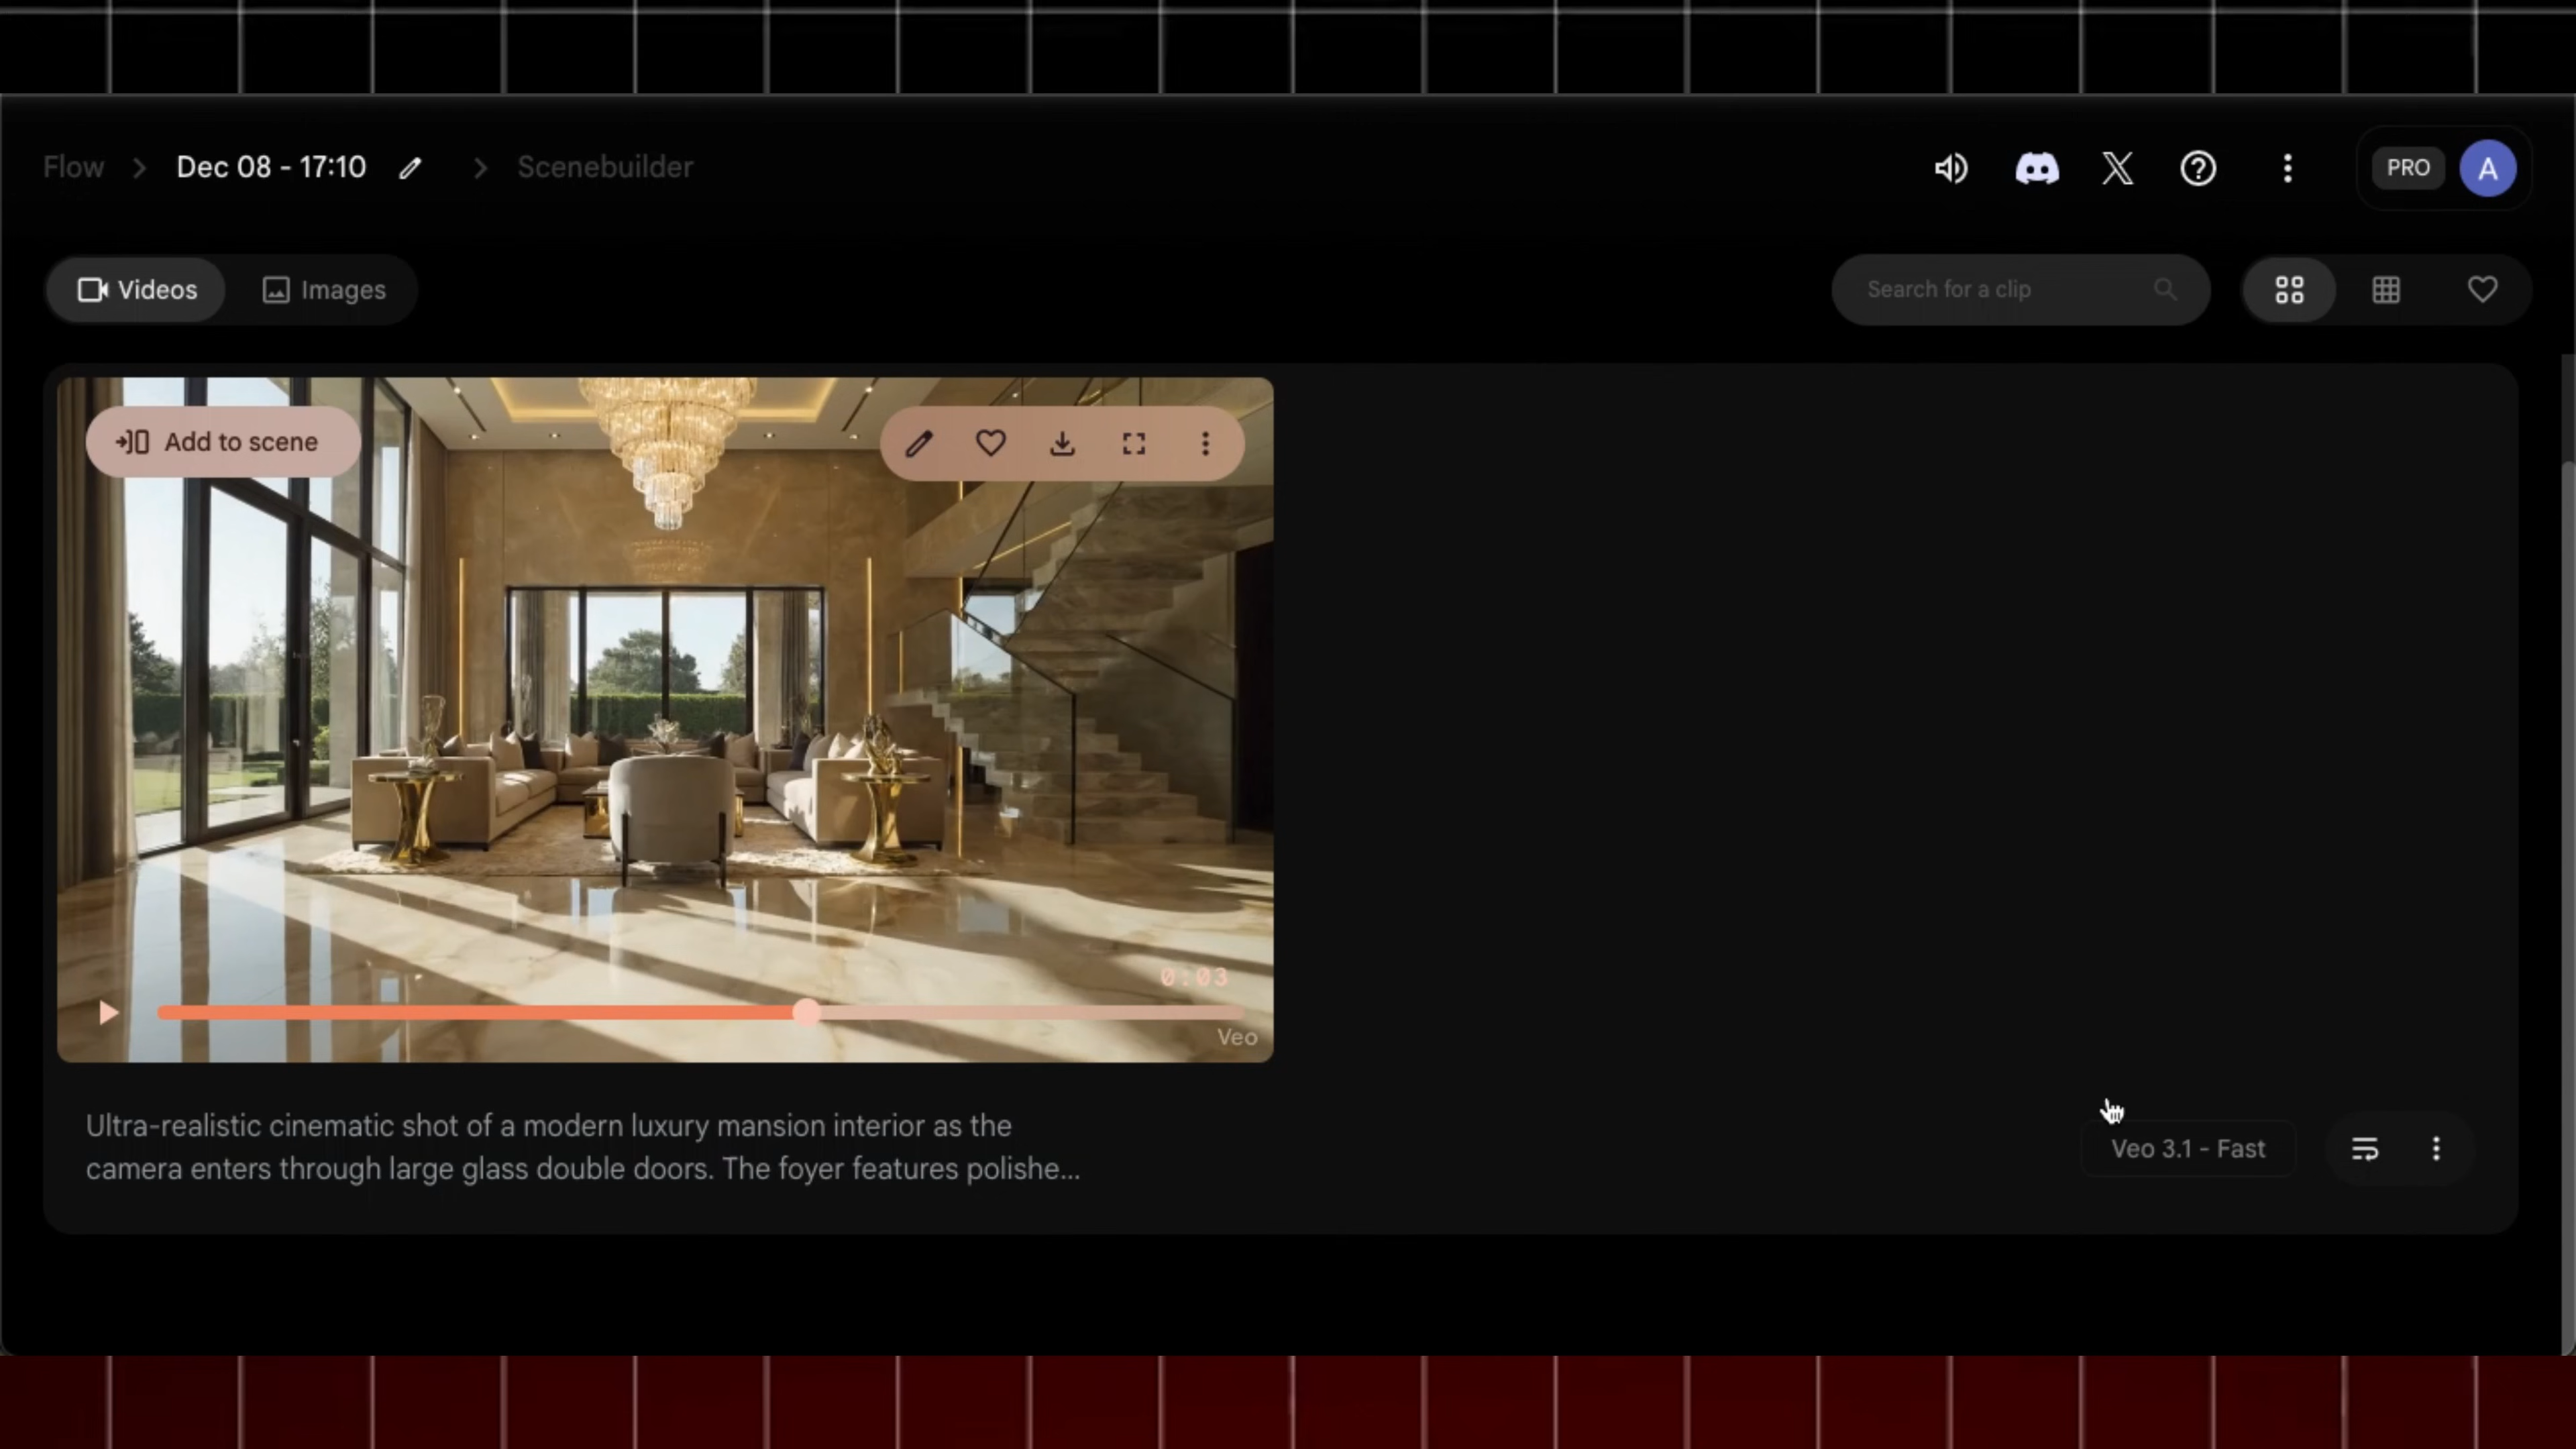 Flow > Dec 08 - 17:10 > Scenebuilder
PRO A
Videos Images
Search for a clip
Add to scene
0:03
Veo
Ultra-realistic cinematic shot of a modern luxury mansion interior as the
camera enters through large glass double doors. The foyer features polishe...
Veo 3.1 - Fast